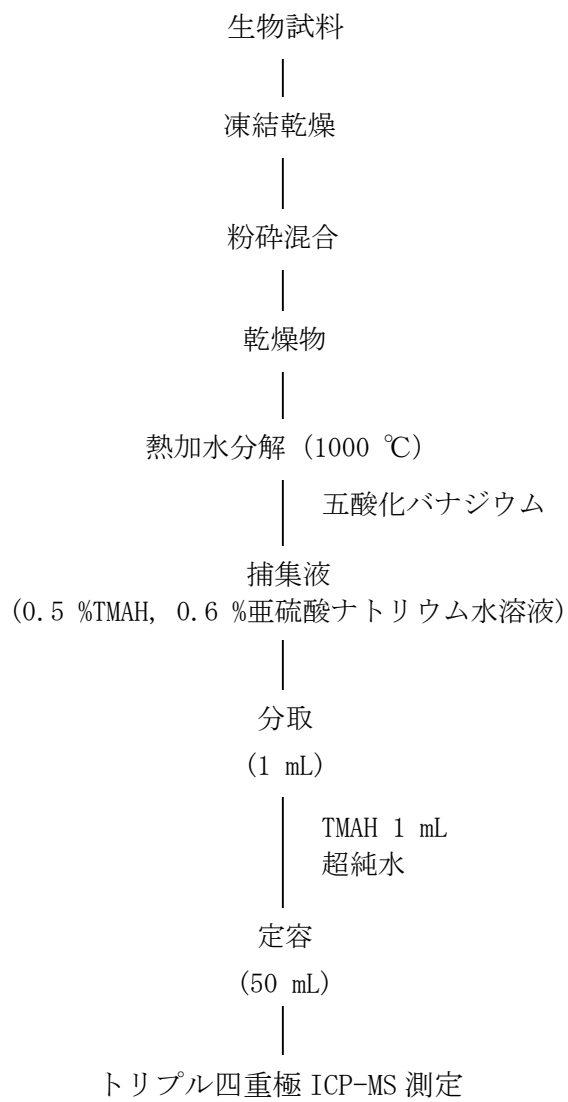 生物試料
凍結乾燥
粉砕混合
乾燥物
熱加水分解 (1000 ℃)
五酸化バナジウム
捕集液
(0.5 %TMAH, 0.6 %亜硫酸ナトリウム水溶液)
分取
(1 mL)
TMAH 1 mL
超純水
定容
(50 mL)
トリプル四重極 ICP-MS 測定